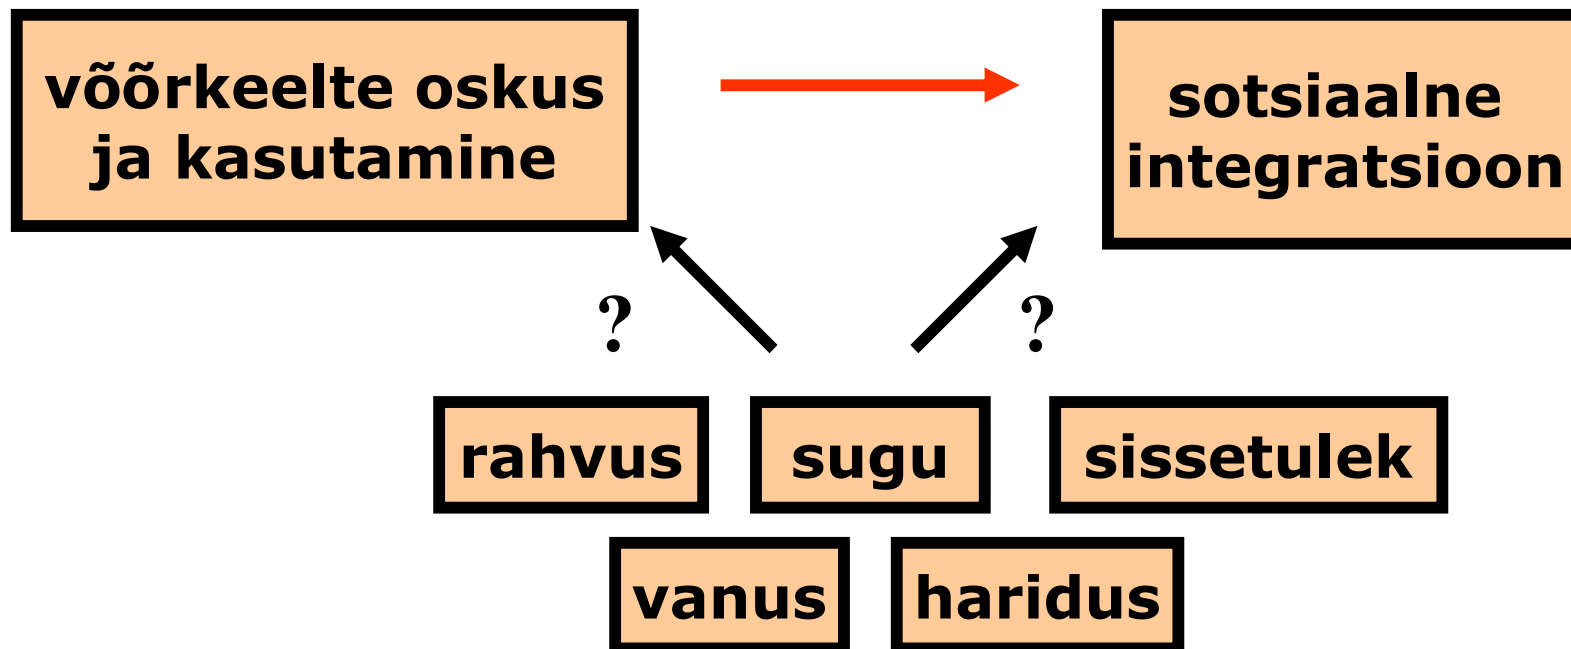 võõrkeelte oskus
ja kasutamine
sotsiaalne
integratsioon
? ?
rahvus sugu sissetulek
vanus haridus